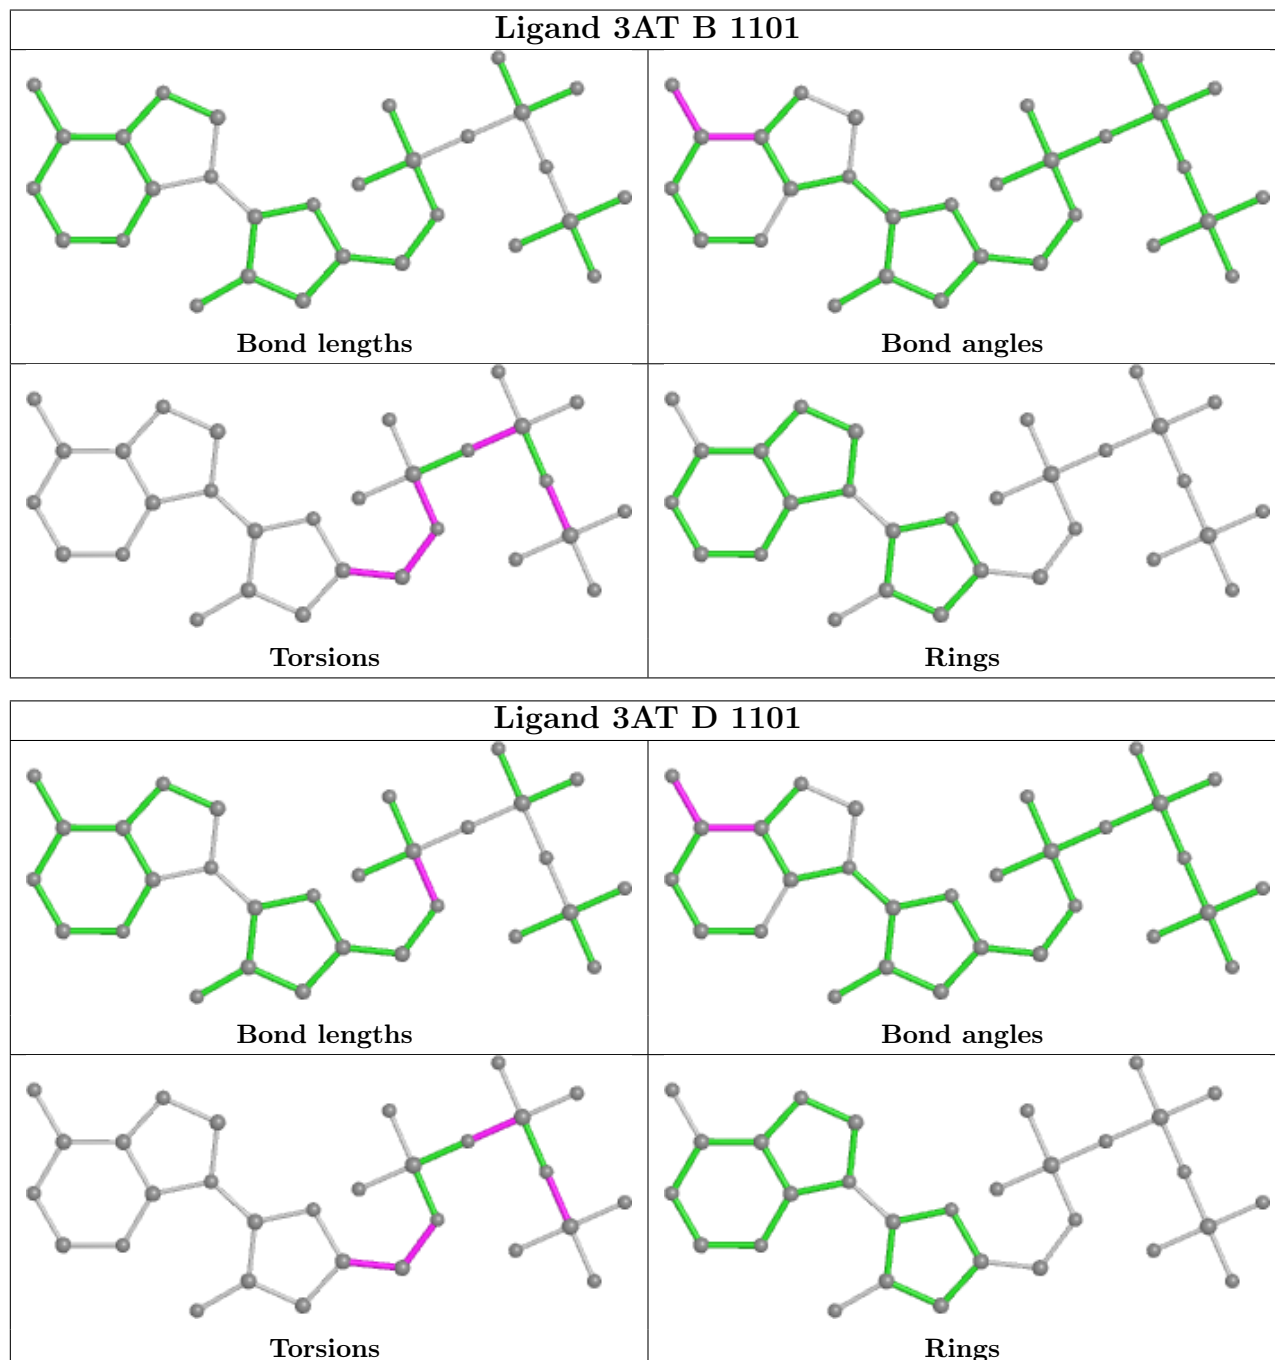 Ligand 3AT B 1101
Bond lengths
Bond angles
Torsions
Rings
Ligand 3AT D 1101
Bond lengths
Bond angles
Torsions
Rings